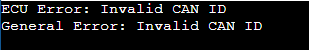 ECU Error: Invalid CAN ID
General Error: Invalid CAN ID